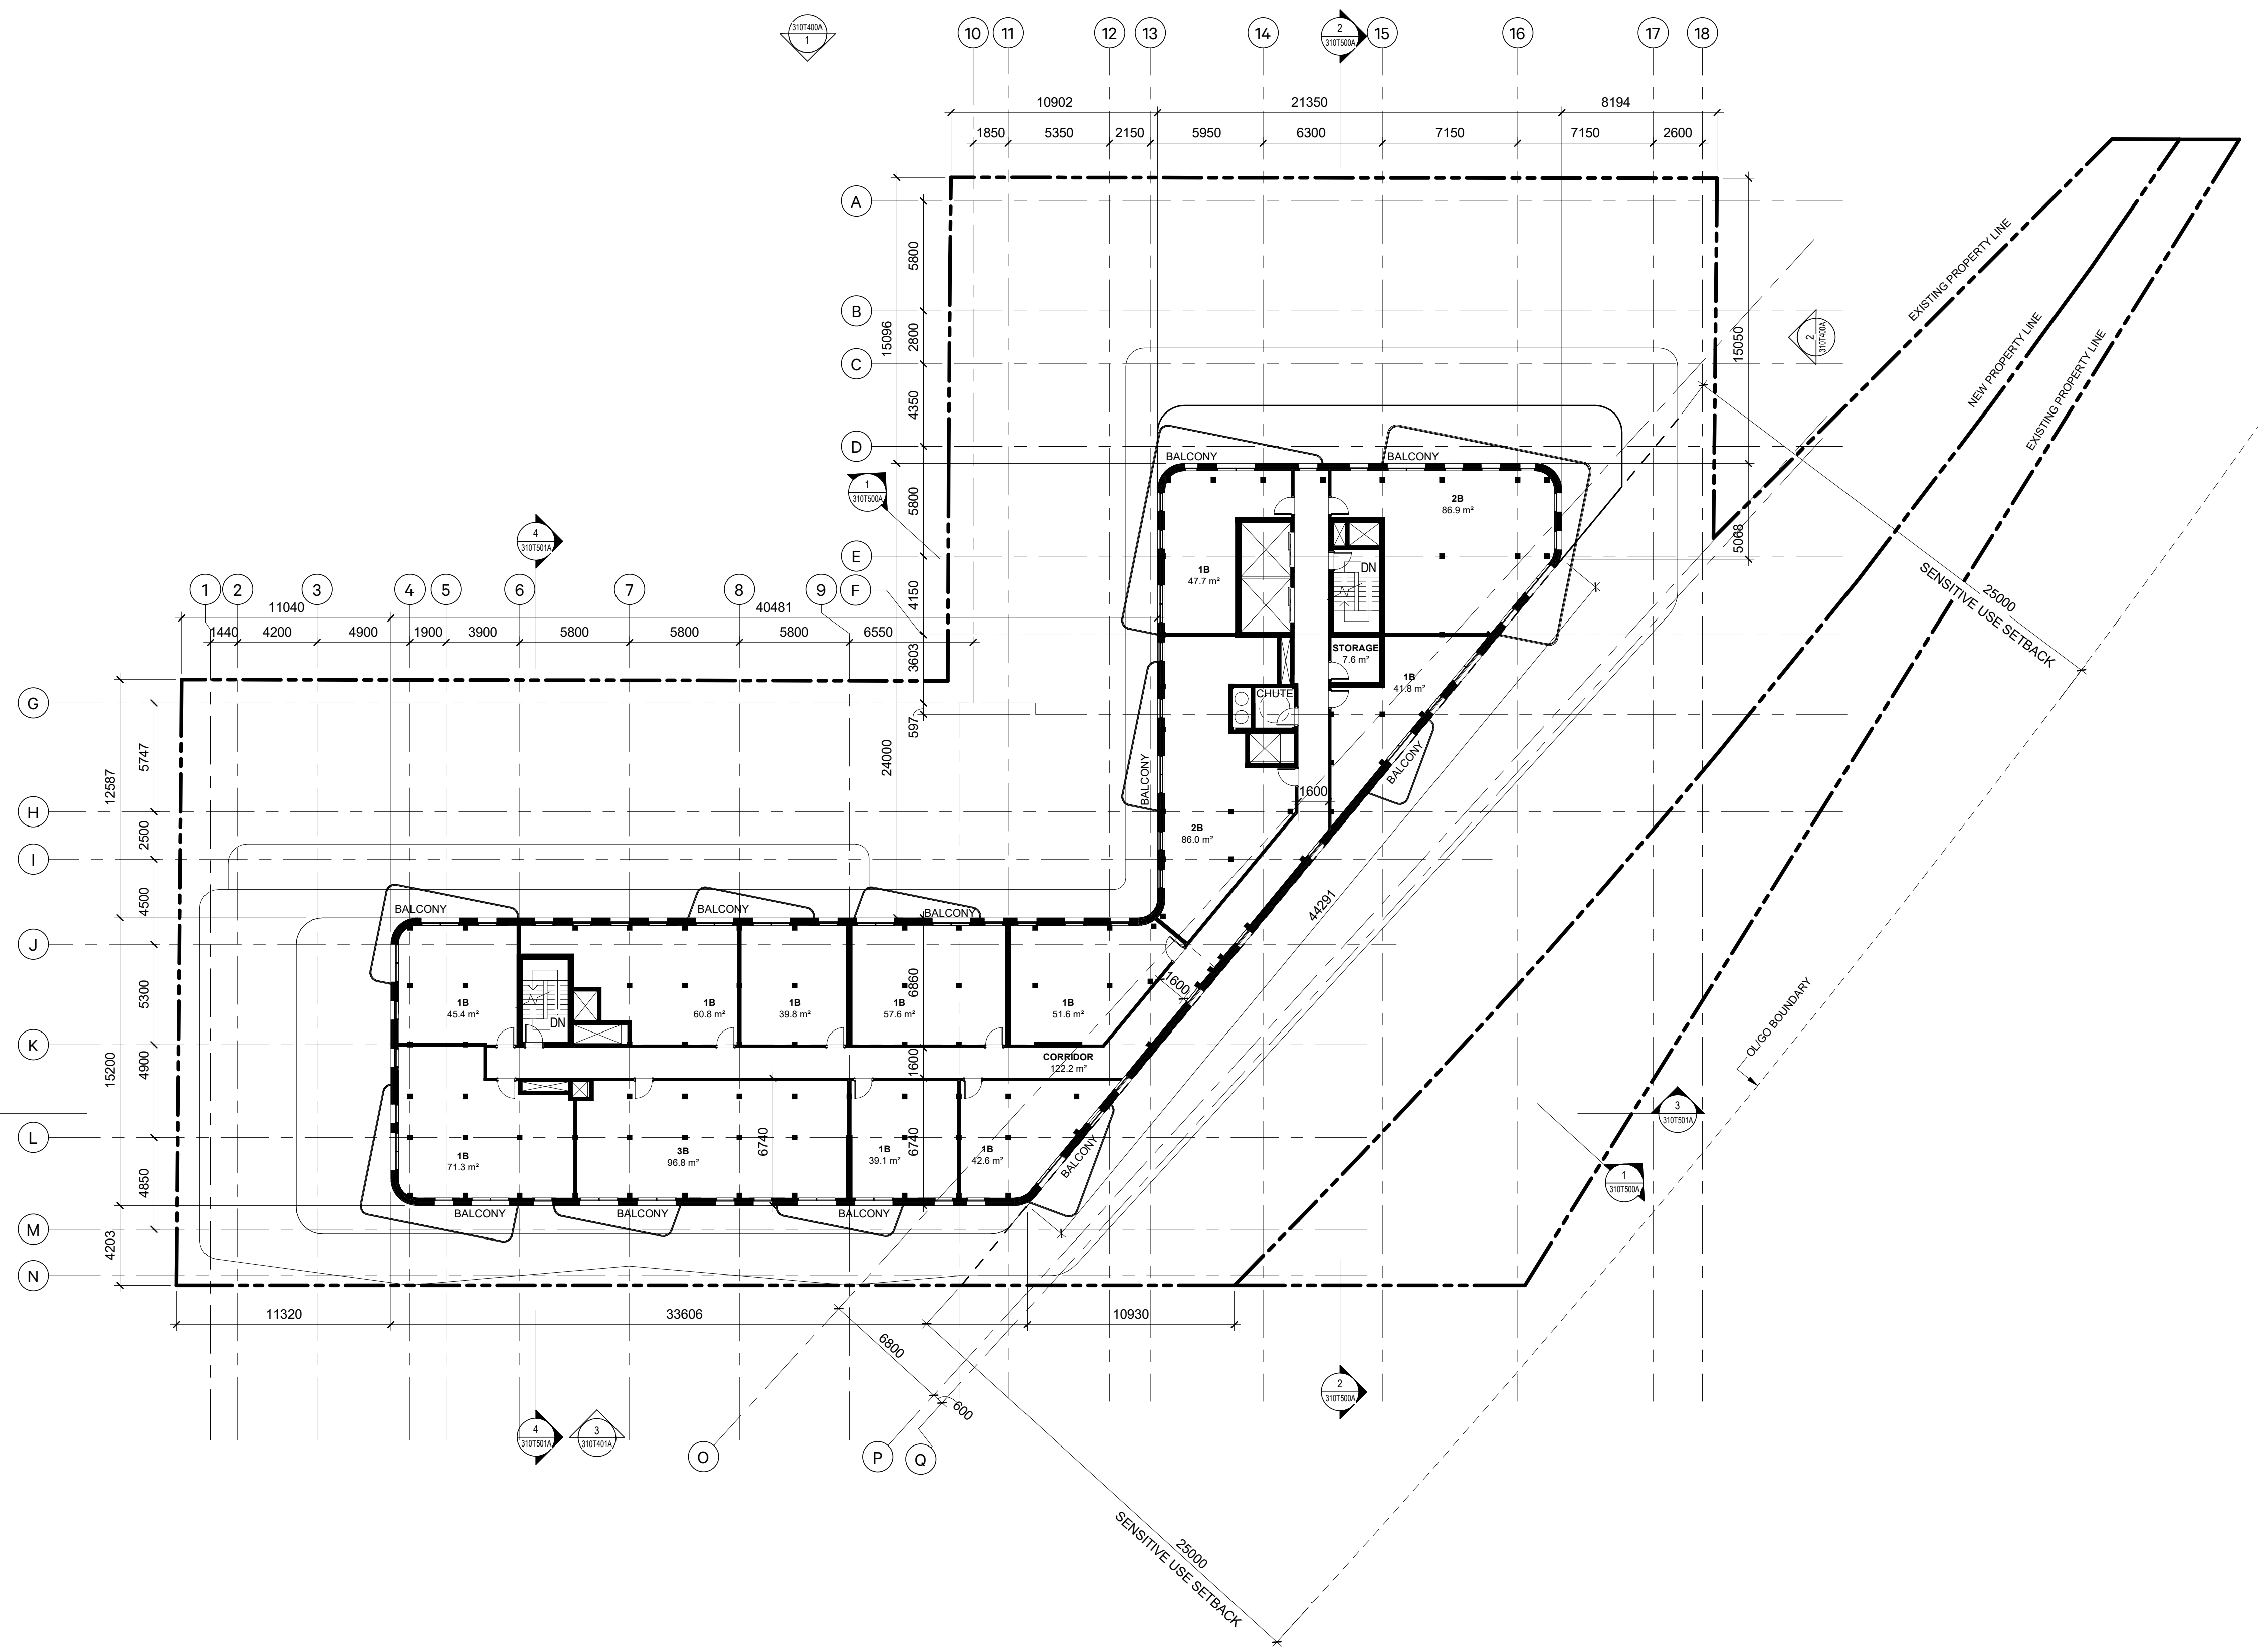 310T400A
1
10
11
12
13
14
2
310T500A
15
16
17
18
10902
21350
8194
1850
5350
2150
5950
6300
7150
7150
2600
A
B
C
D
E
F
5800
2800
4350
5800
4150
3603
597
15096
24000
15050
5068
2
310T400A
EXISTING PROPERTY LINE
NEW PROPERTY LINE
EXISTING PROPERTY LINE
1
310T500A
4
310T501A
BALCONY
BALCONY
2B
86.9 m²
1B
47.7 m²
DN
STORAGE
7.6 m²
1B
41.8 m²
CHUTE
BALCONY
BALCONY
1600
2B
86.0 m²
25000
SENSITIVE USE SETBACK
1
2
3
4
5
6
7
8
9
11040
40481
1440
4200
4900
1900
3900
5800
5800
5800
6550
G
H
I
J
K
L
M
N
5747
2500
4500
5300
4900
4850
12587
15200
4203
BALCONY
BALCONY
BALCONY
44291
6860
1600
1B
45.4 m²
DN
1B
60.8 m²
1B
39.8 m²
1B
57.6 m²
1B
51.6 m²
CORRIDOR
122.2 m²
1600
6740
6740
1B
71.3 m²
3B
96.8 m²
1B
39.1 m²
1B
42.6 m²
BALCONY
BALCONY
BALCONY
BALCONY
OL/GO BOUNDARY
3
310T501A
1
310T500A
11320
33606
10930
6800
600
2
310T500A
4
310T501A
3
310T401A
O
P
Q
25000
SENSITIVE USE SETBACK